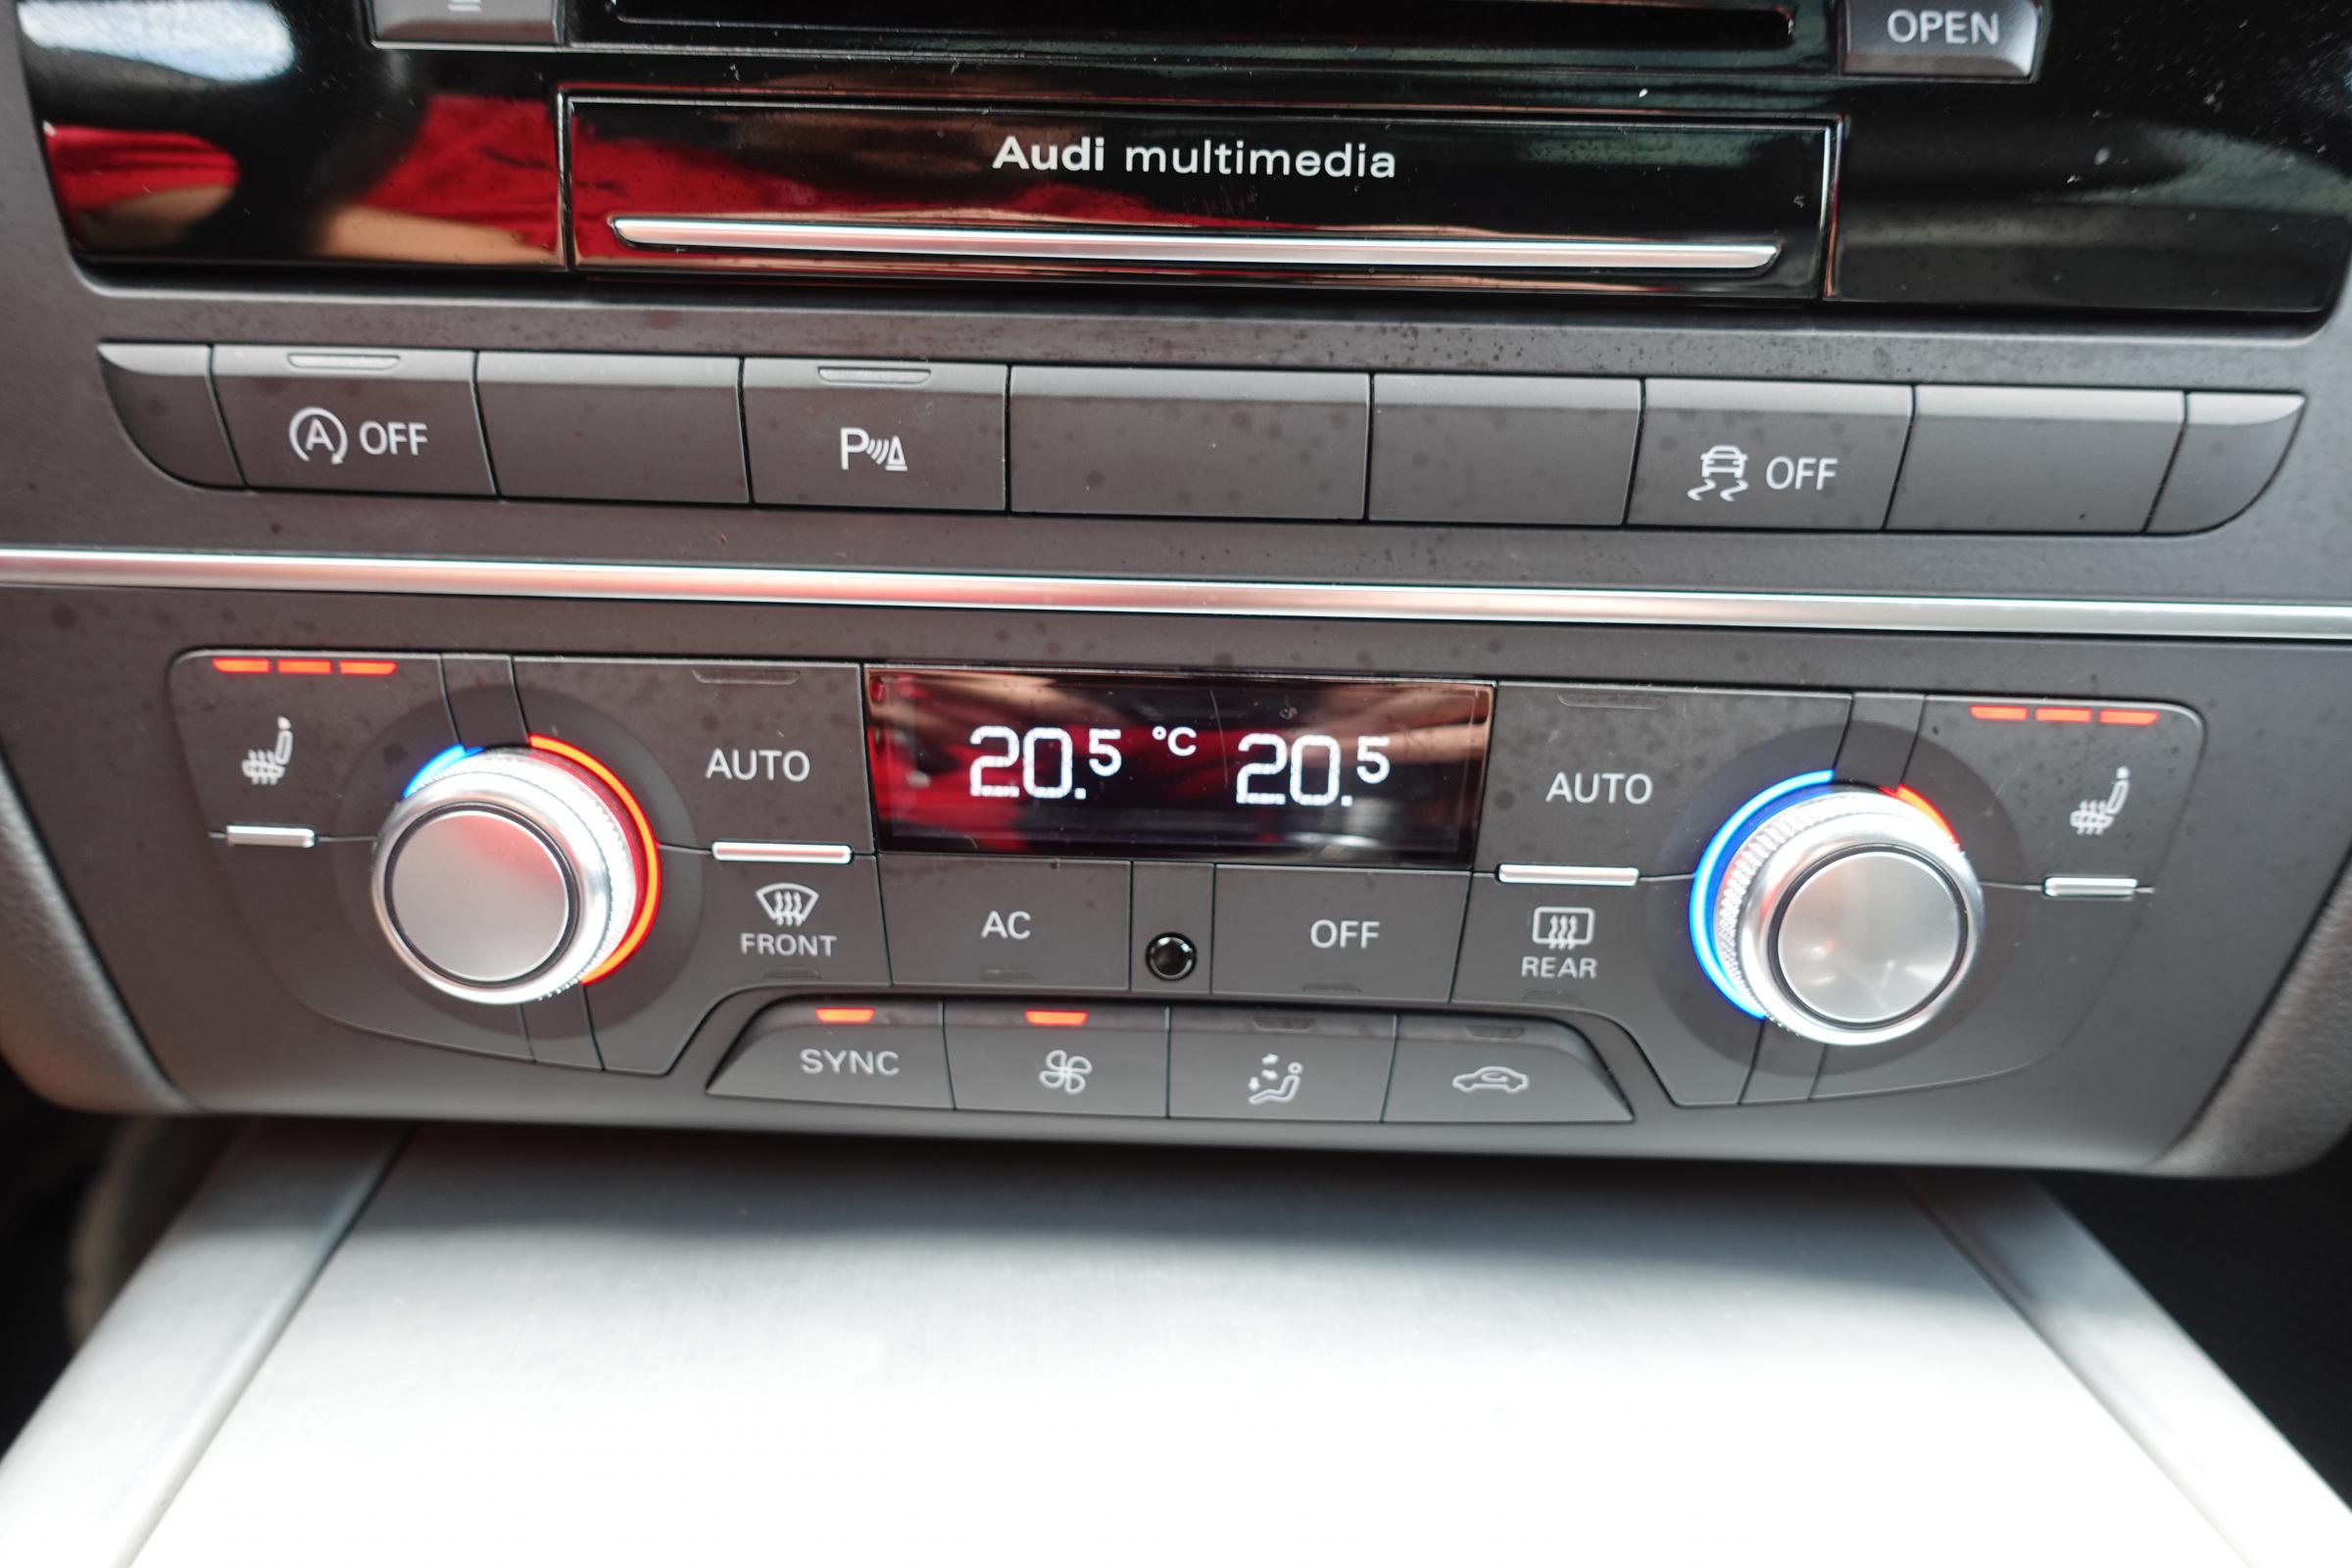 OPEN
Audi multimedia
A OFF
P
OFF
AUTO
20.5 °C 20.5
AUTO
FRONT
AC
OFF
REAR
SYNC